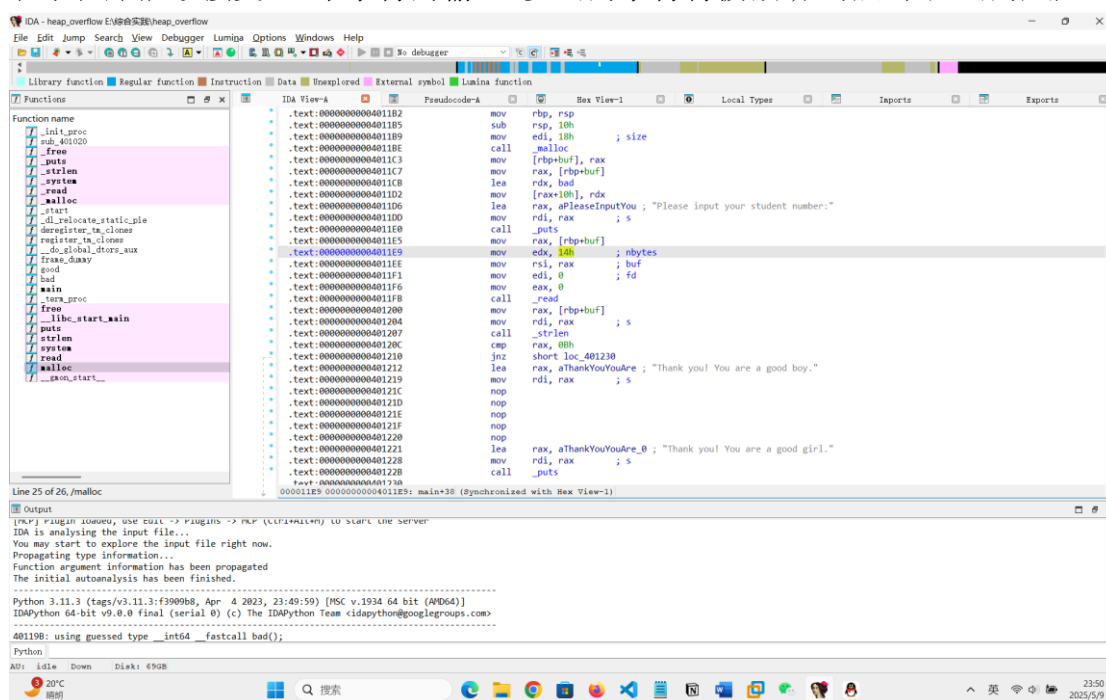 IDA - heap_overflow E:\综合实践\heap_overflow
File Edit Jump Search View Debugger Lumina Options Windows Help
No debugger
Library function Regular function Instruction Data Unexplored External symbol Lumina function
Functions
IDA View-A Pseudocode-A Hex View-1 Local Types Imports Exports
Function name
_init_proc
sub_401020
_free
_puts
_strlen
_system
_read
_malloc
_start
_dl_relocate_static_pie
deregister_tm_clones
register_tm_clones
__do_global_dtors_aux
frame_dummy
good
bad
main
_term_proc
free
__libc_start_main
puts
strlen
system
read
malloc
__gmon_start__
Line 25 of 26, /malloc
.text:00000000004011B2 mov rbp, rsp
.text:00000000004011B5 sub rsp, 10h
.text:00000000004011B9 mov edi, 18h ; size
.text:00000000004011BE call _malloc
.text:00000000004011C3 mov [rbp+buf], rax
.text:00000000004011C7 mov rax, [rbp+buf]
.text:00000000004011CB lea rdx, bad
.text:00000000004011D2 mov [rax+10h], rdx
.text:00000000004011D6 lea rax, aPleaseInputYou ; "Please input your student number:"
.text:00000000004011DD mov rdi, rax ; s
.text:00000000004011E0 call _puts
.text:00000000004011E5 mov rax, [rbp+buf]
.text:00000000004011E9 mov edx, 14h ; nbytes
.text:00000000004011EE mov rsi, rax ; buf
.text:00000000004011F1 mov edi, 0 ; fd
.text:00000000004011F6 mov eax, 0
.text:00000000004011FB call _read
.text:0000000000401200 mov rax, [rbp+buf]
.text:0000000000401204 mov rdi, rax ; s
.text:0000000000401207 call _strlen
.text:000000000040120C cmp rax, 0Bh
.text:0000000000401210 jnz short loc_401230
.text:0000000000401212 lea rax, aThankYouYouAre ; "Thank you! You are a good boy."
.text:0000000000401219 mov rdi, rax ; s
.text:000000000040121C nop
.text:000000000040121D nop
.text:000000000040121E nop
.text:000000000040121F nop
.text:0000000000401220 nop
.text:0000000000401221 lea rax, aThankYouYouAre_0 ; "Thank you! You are a good girl."
.text:0000000000401228 mov rdi, rax ; s
.text:000000000040122B call _puts
.text:0000000000401230
000011E9 00000000004011E9: main+38 (Synchronized with Hex View-1)
Output
[MCP] Plugin loaded, use Edit -> Plugins -> MCP (Ctrl+Alt+M) to start the server
IDA is analysing the input file...
You may start to explore the input file right now.
Propagating type information...
Function argument information has been propagated
The initial autoanalysis has been finished.
Python 3.11.3 (tags/v3.11.3:f3909b8, Apr 4 2023, 23:49:59) [MSC v.1934 64 bit (AMD64)]
IDAPython 64-bit v9.0.0 final (serial 0) (c) The IDAPython Team <idapython@googlegroups.com>
40119B: using guessed type __int64 __fastcall bad();
Python
AU: idle Down Disk: 69GB
3
20°C
晴朗
搜索
英
23:50
2025/5/9